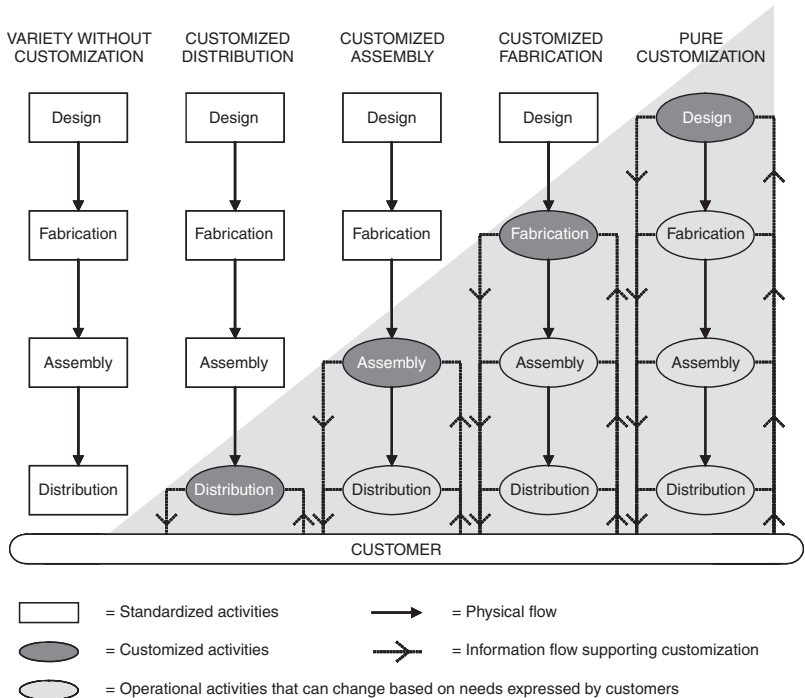 VARIETY WITHOUT
CUSTOMIZATION
CUSTOMIZED
DISTRIBUTION
CUSTOMIZED
ASSEMBLY
CUSTOMIZED
FABRICATION
PURE
CUSTOMIZATION
Design
Design
Design
Design
Design
Fabrication
Fabrication
Fabrication
Fabrication
Fabrication
Assembly
Assembly
Assembly
Assembly
Assembly
Distribution
Distribution
Distribution
Distribution
Distribution
CUSTOMER
= Standardized activities
= Physical flow
= Customized activities
= Information flow supporting customization
= Operational activities that can change based on needs expressed by customers